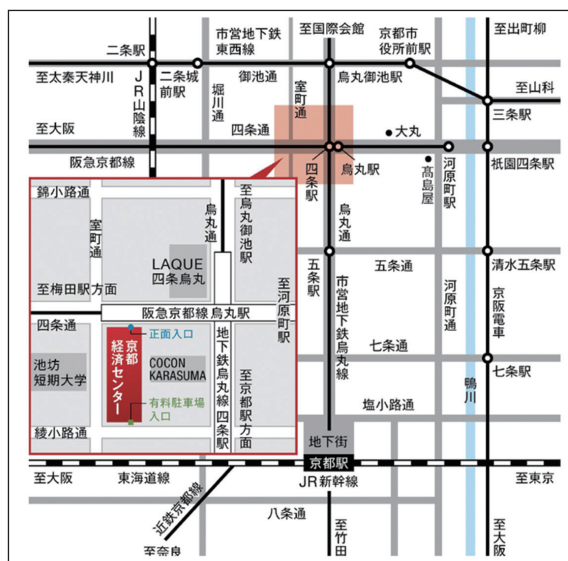 至国際会館
至出町柳
市営地下鉄
東西線
京都市
役所前駅
二条駅
至太秦天神川
二条城
前駅
御池通
烏丸御池駅
至山科
三条駅
JR山陰線
堀川通
室町通
至大阪
四条通
大丸
阪急京都線
四条駅
烏丸駅
髙島屋
河原町駅
祇園四条駅
烏丸通
錦小路通
室町通
烏丸通
至烏丸御池駅
LAQUE
四条烏丸
至梅田駅方面
阪急京都線 烏丸駅
至河原町駅
四条通
正面入口
池坊
短期大学
京都
経済センター
COCON
KARASUMA
地下鉄烏丸線 四条駅
至京都駅方面
有料駐車場
入口
綾小路通
五条駅
五条通
清水五条駅
市営地下鉄烏丸線
河原町通
京阪電車
七条通
七条駅
鴨川
塩小路通
地下街
京都駅
至大阪
東海道線
JR新幹線
至東京
近鉄京都線
八条通
至奈良
至竹田
至大阪